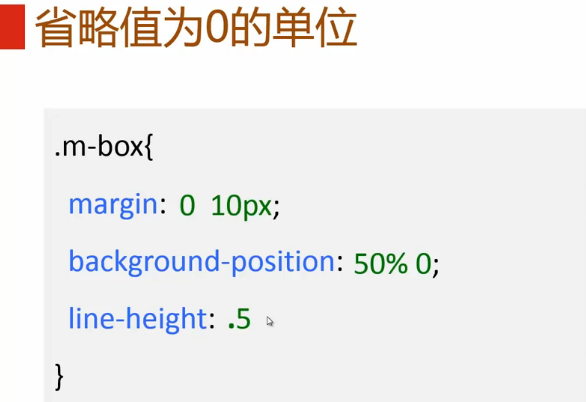 省略值为0的单位
.m-box{
margin: 0 10px;
background-position: 50% 0;
line-height: .5
}